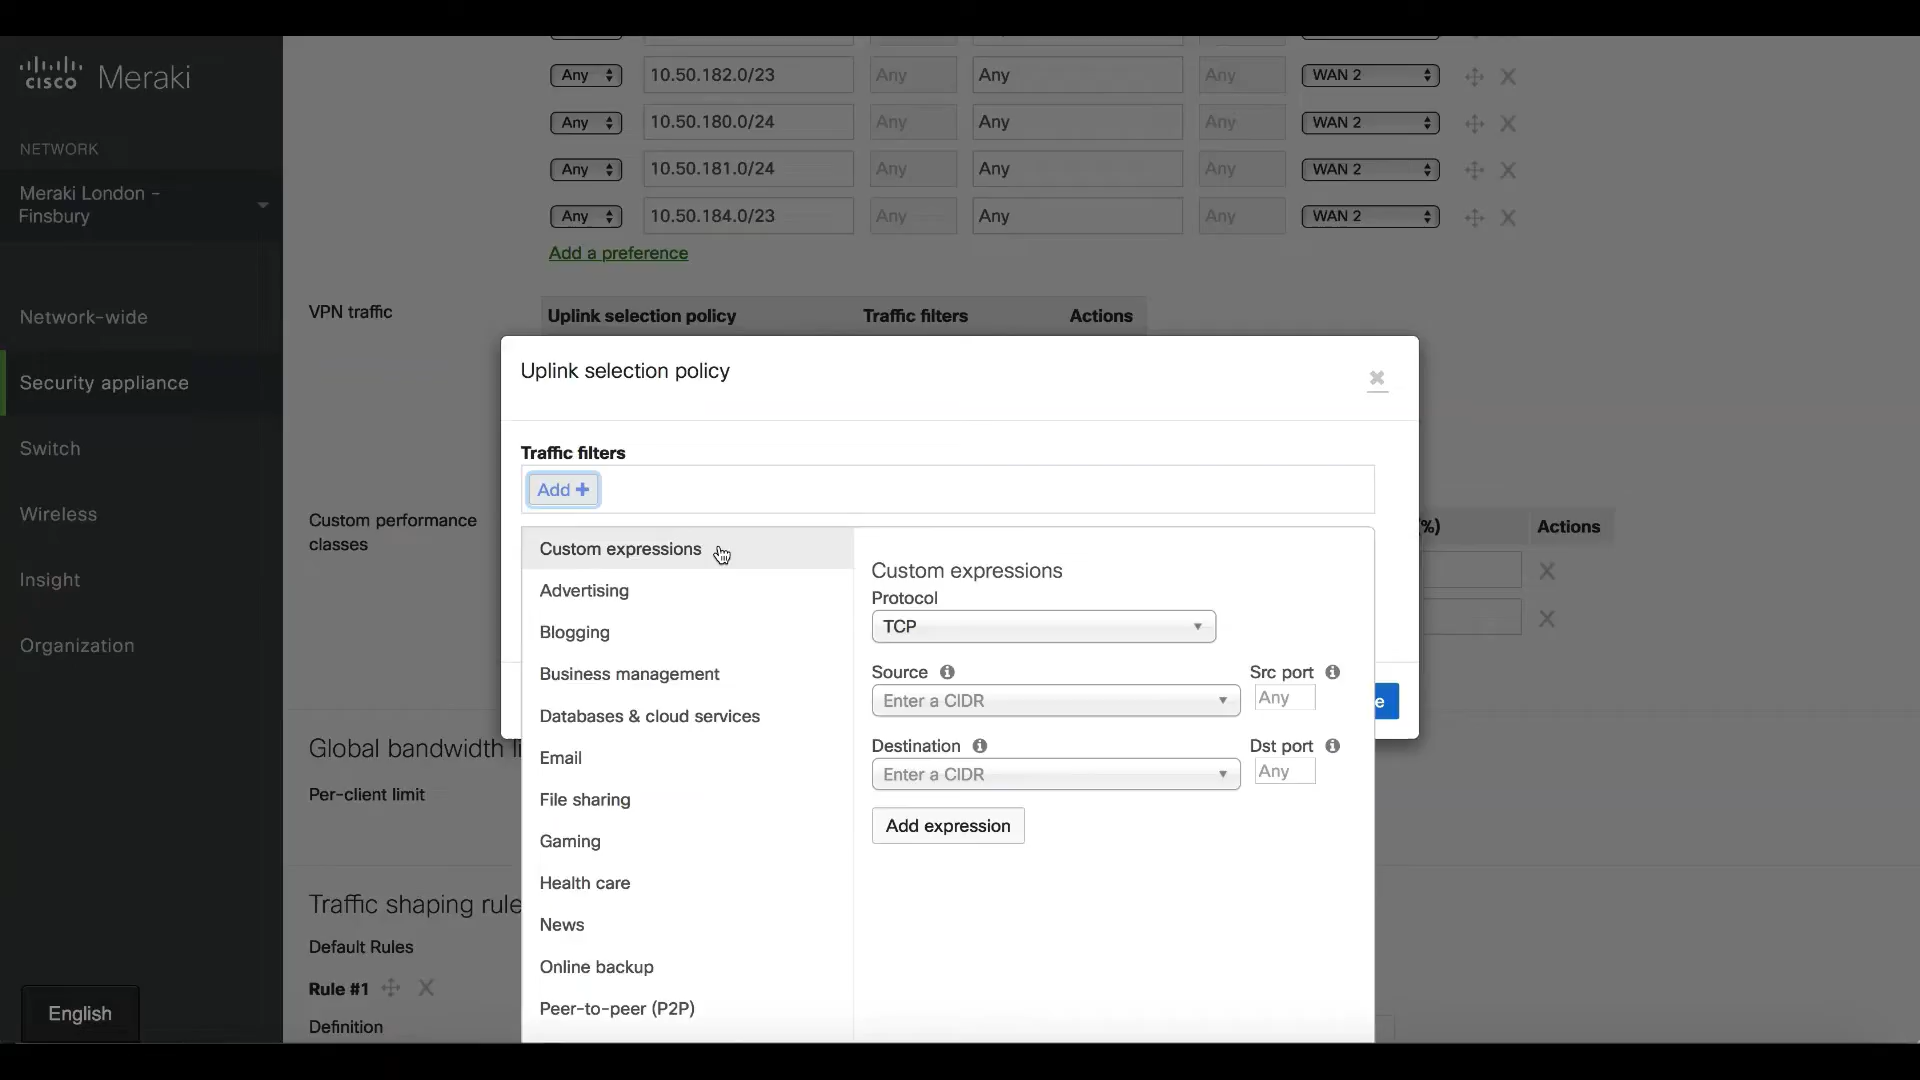 cisco Meraki
NETWORK
Meraki London –
Finsbury
Network-wide
Security appliance
Switch
Wireless
Insight
Organization
English
Any 10.50.182.0/23 Any Any Any WAN 2
Any 10.50.180.0/24 Any Any Any WAN 2
Any 10.50.181.0/24 Any Any Any WAN 2
Any 10.50.184.0/23 Any Any Any WAN 2
Add a preference
VPN traffic
Uplink selection policy Traffic filters Actions
Custom performance
classes
%) Actions
Global bandwidth li
Per-client limit
Traffic shaping rule
Default Rules
Rule #1
Definition
Uplink selection policy
Traffic filters
Add +
Custom expressions
Advertising
Blogging
Business management
Databases & cloud services
Email
File sharing
Gaming
Health care
News
Online backup
Peer-to-peer (P2P)
Custom expressions
Protocol
TCP
Source Src port
Enter a CIDR Any
Destination Dst port
Enter a CIDR Any
Add expression
e